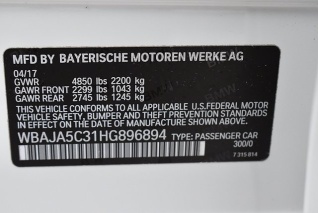 MFD BY BAYERISCHE MOTOREN WERKE AG
04/17
GVWR 4850 lbs 2200 kg
GAWR FRONT 2299 lbs 1043 kg
GAWR REAR 2745 lbs 1245 kg
THIS VEHICLE CONFORMS TO ALL APPLICABLE U.S. FEDERAL MOTOR
VEHICLE SAFETY, BUMPER, AND THEFT PREVENTION STANDARDS IN
EFFECT ON THE DATE OF MANUFACTURE SHOWN ABOVE.
WBAJA5C31HG896894 TYPE: PASSENGER CAR
300/0
7 315 814